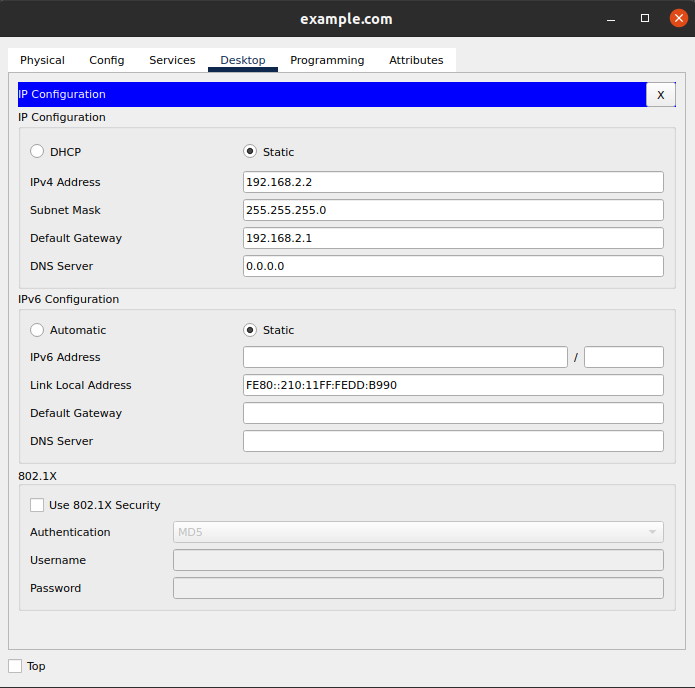 example.com
Physical Config Services Desktop Programming Attributes
IP Configuration X
IP Configuration
DHCP Static
IPv4 Address 192.168.2.2
Subnet Mask 255.255.255.0
Default Gateway 192.168.2.1
DNS Server 0.0.0.0
IPv6 Configuration
Automatic Static
IPv6 Address /
Link Local Address FE80::210:11FF:FEDD:B990
Default Gateway
DNS Server
802.1X
Use 802.1X Security
Authentication MD5
Username
Password
Top